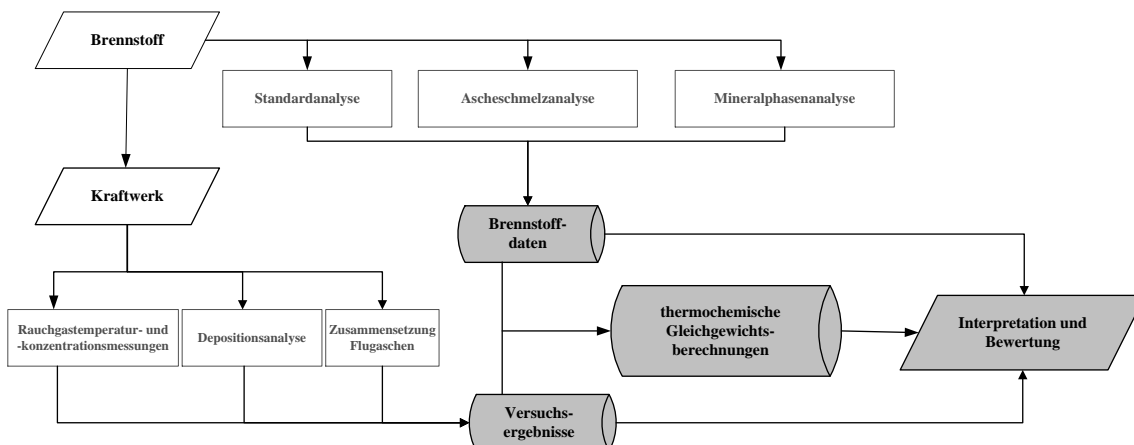 Brennstoff
Standardanalyse
Ascheschmelzanalyse
Mineralphasenanalyse
Kraftwerk
Brennstoff-
daten
Rauchgastemperatur- und
-konzentrationsmessungen
Depositionsanalyse
Zusammensetzung
Flugaschen
thermochemische
Gleichgewichts-
berechnungen
Interpretation und
Bewertung
Versuchs-
ergebnisse